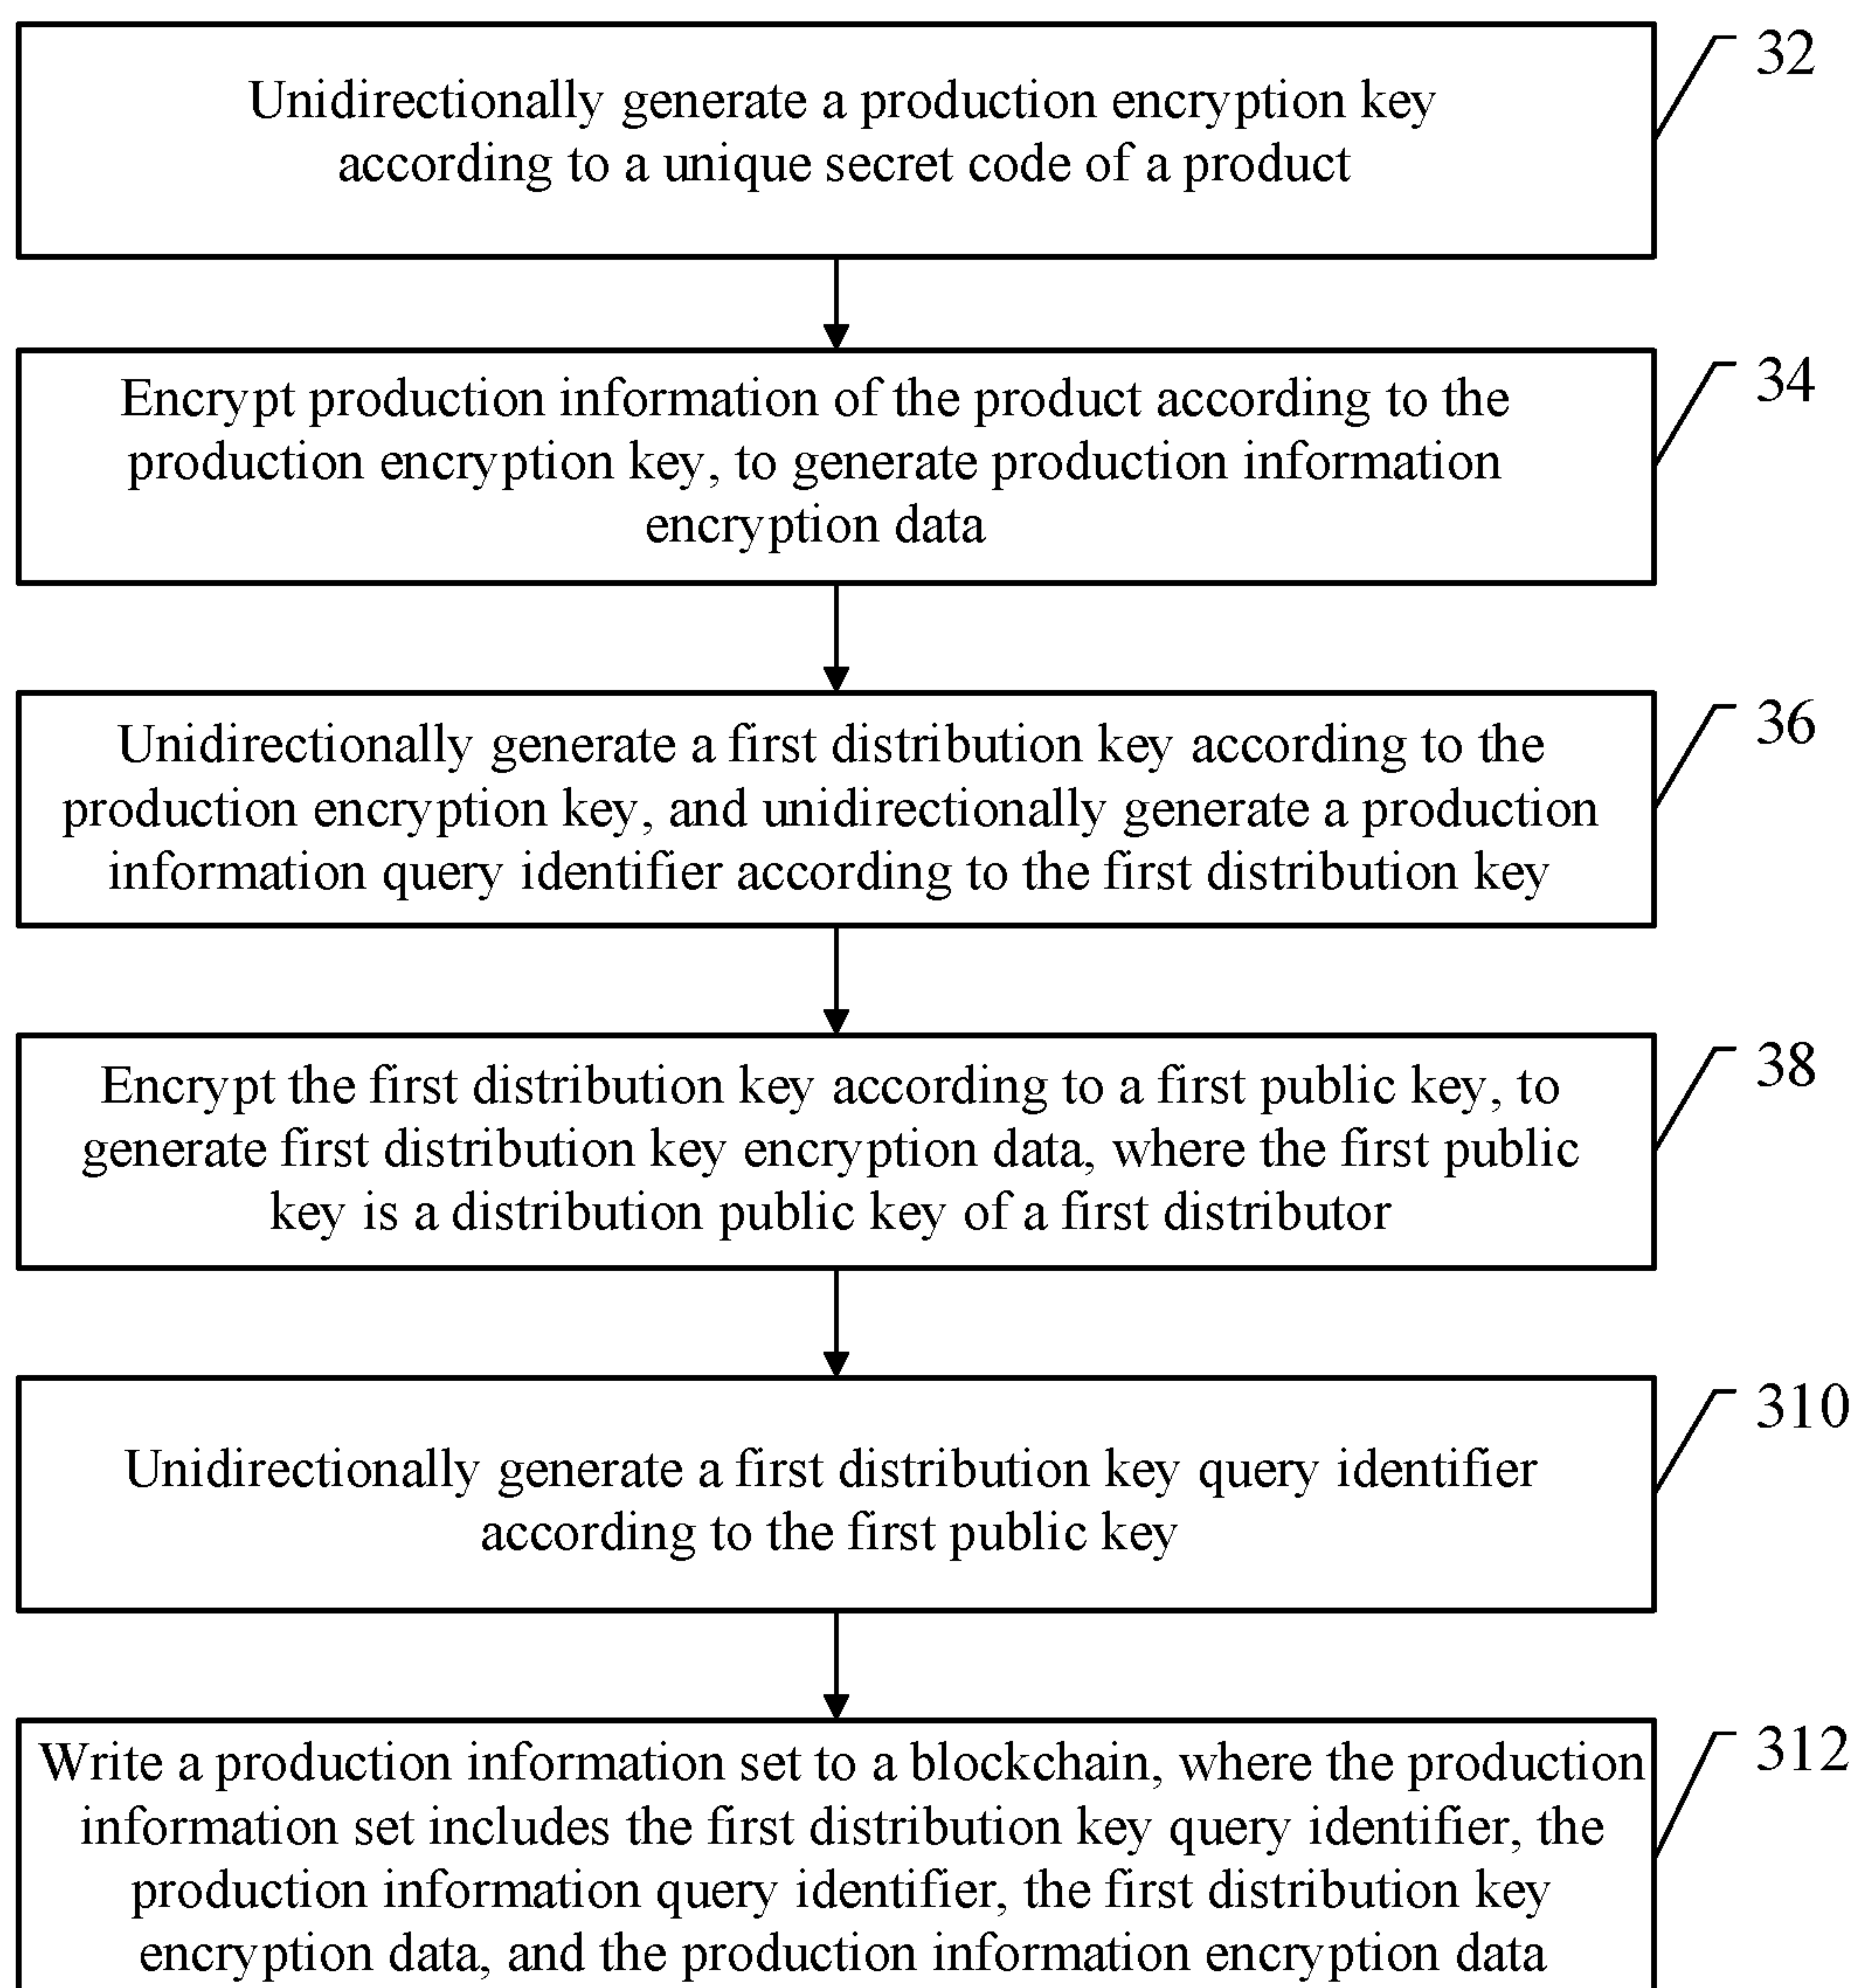 Unidirectionally generate a production encryption key
according to a unique secret code of a product
32
Encrypt production information of the product according to the
production encryption key, to generate production information
encryption data
34
Unidirectionally generate a first distribution key according to the
production encryption key, and unidirectionally generate a production
information query identifier according to the first distribution key
36
Encrypt the first distribution key according to a first public key, to
generate first distribution key encryption data, where the first public
key is a distribution public key of a first distributor
38
Unidirectionally generate a first distribution key query identifier
according to the first public key
310
Write a production information set to a blockchain, where the production
information set includes the first distribution key query identifier, the
production information query identifier, the first distribution key
encryption data, and the production information encryption data
312